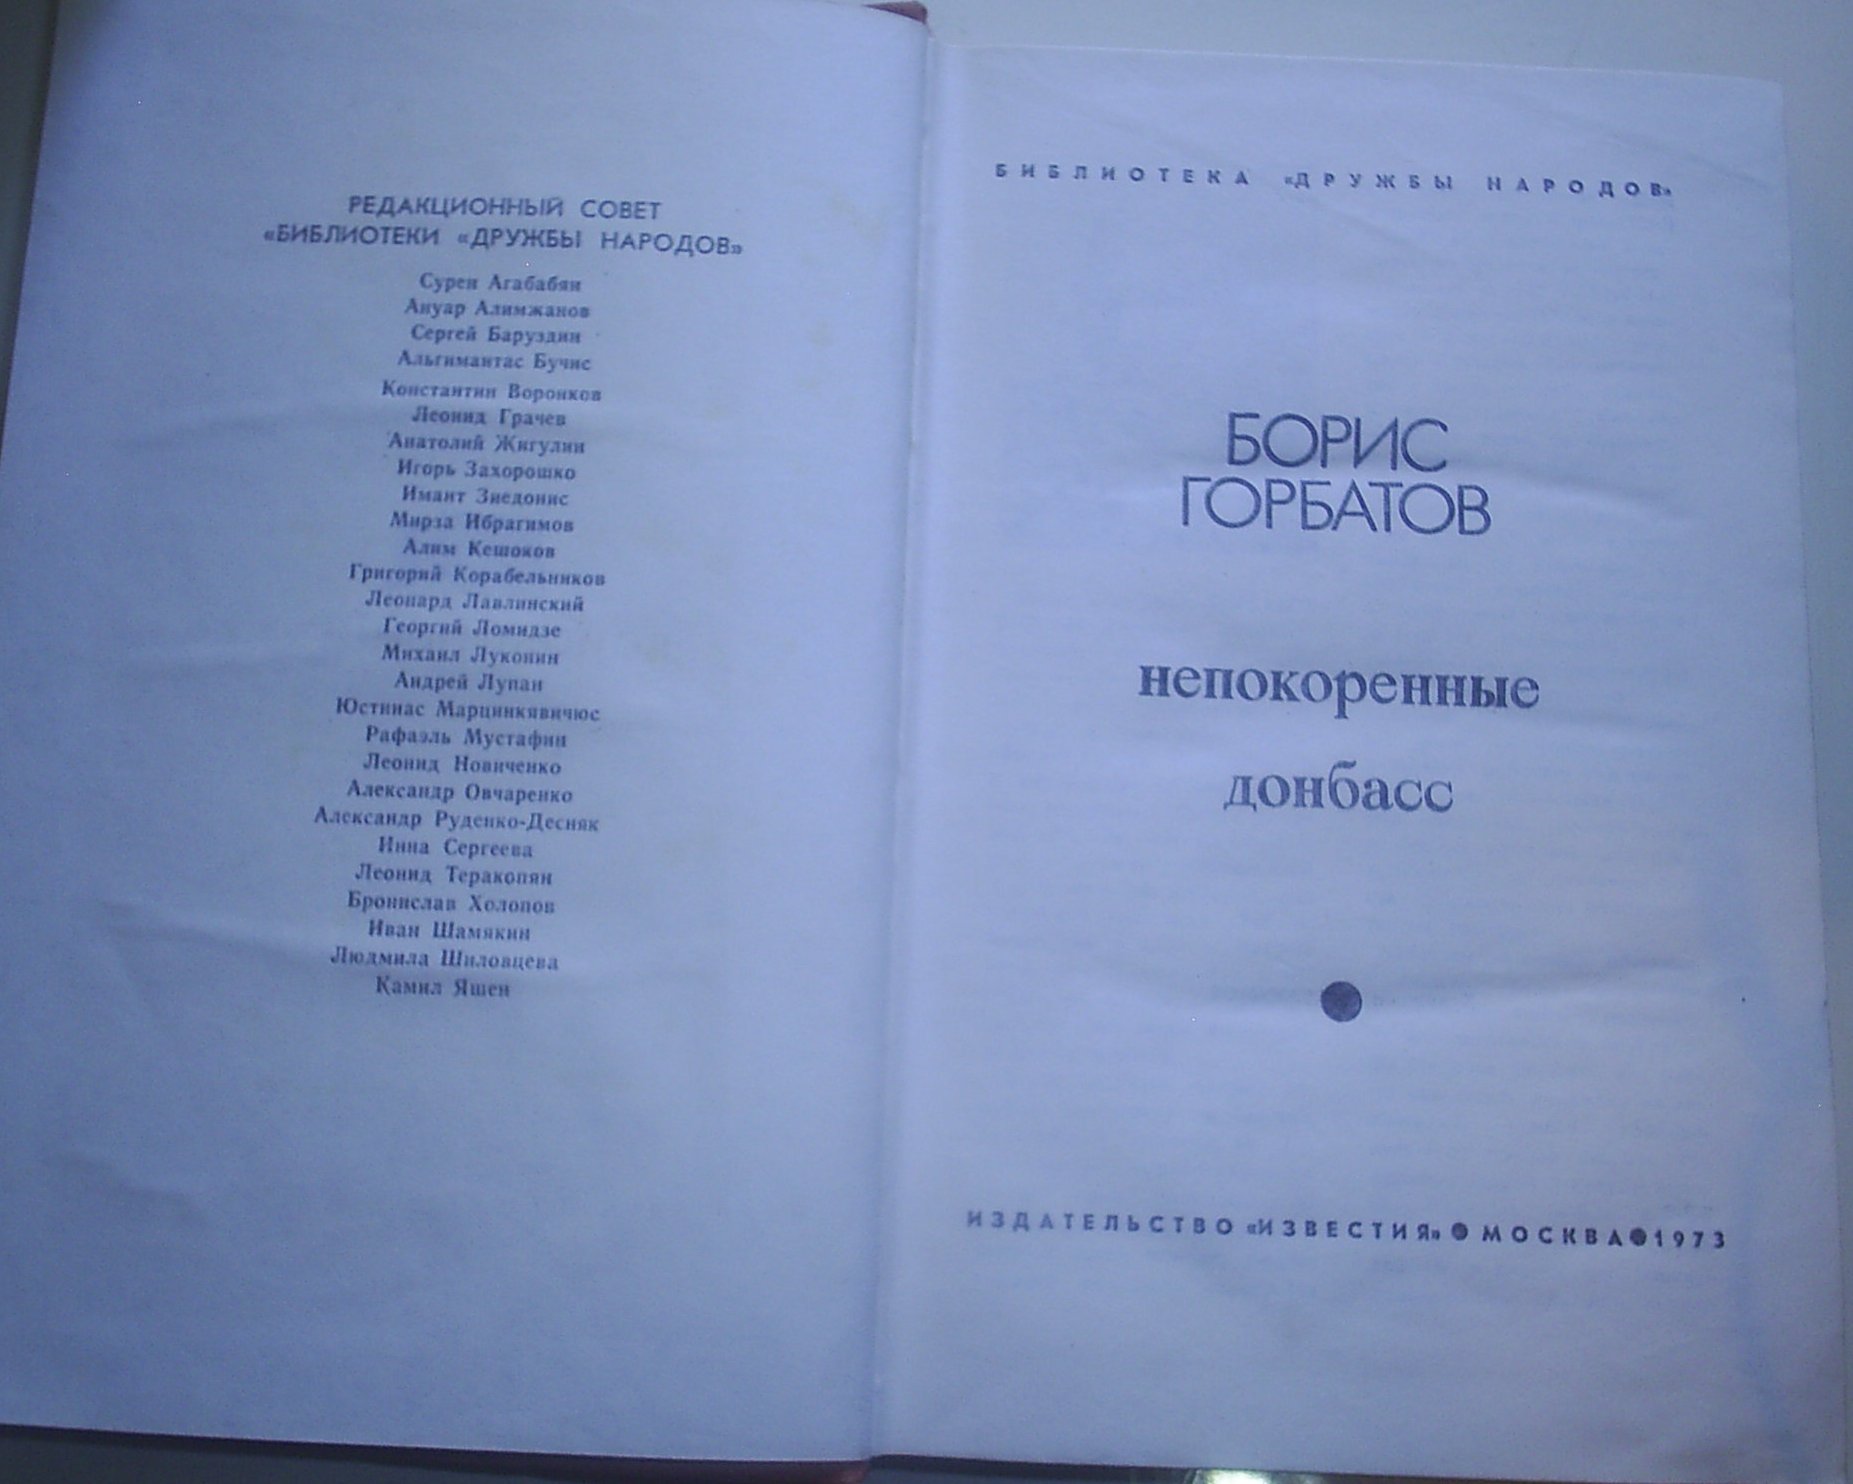 РЕДАКЦИОННЫЙ СОВЕТ
«БИБЛИОТЕКИ «ДРУЖБЫ НАРОДОВ»
Сурен Агабабян
Ануар Алимжанов
Сергей Баруздин
Альгимантас Бучис
Константин Воронков
Леонид Грачев
Анатолий Жигулин
Игорь Захорошко
Имант Зиедонис
Мирза Ибрагимов
Алим Кешоков
Григорий Корабельников
Леонард Лавлинский
Георгий Ломидзе
Михаил Луконин
Андрей Лупан
Юстинас Марцинкявичюс
Рафаэль Мустафин
Леонид Новиченко
Александр Овчаренко
Александр Руденко-Десняк
Инна Сергеева
Леонид Теракопян
Бронислав Холопов
Иван Шамякин
Людмила Шиловцева
Камил Яшен
БИБЛИОТЕКА «ДРУЖБЫ НАРОДОВ»
БОРИС
ГОРБАТОВ
непокоренные
донбасс
ИЗДАТЕЛЬСТВО «ИЗВЕСТИЯ» ● МОСКВА ● 1973